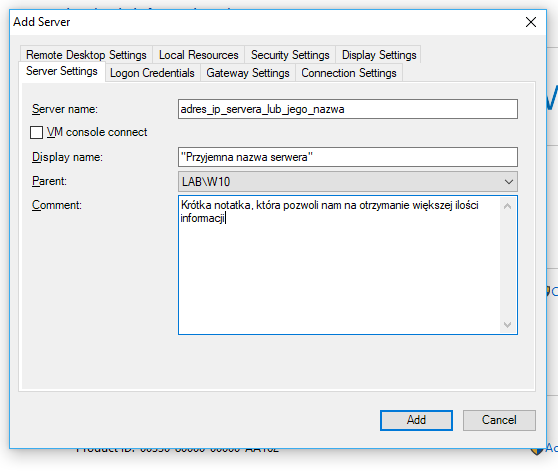 Add Server
Remote Desktop Settings Local Resources Security Settings Display Settings
Server Settings Logon Credentials Gateway Settings Connection Settings
Server name: adres_ip_servera_lub_jego_nazwa
VM console connect
Display name: "Przyjemna nazwa serwera"
Parent: LAB\W10
Comment: Krótka notatka, która pozwoli nam na otrzymanie większej ilości
informacji
Add Cancel